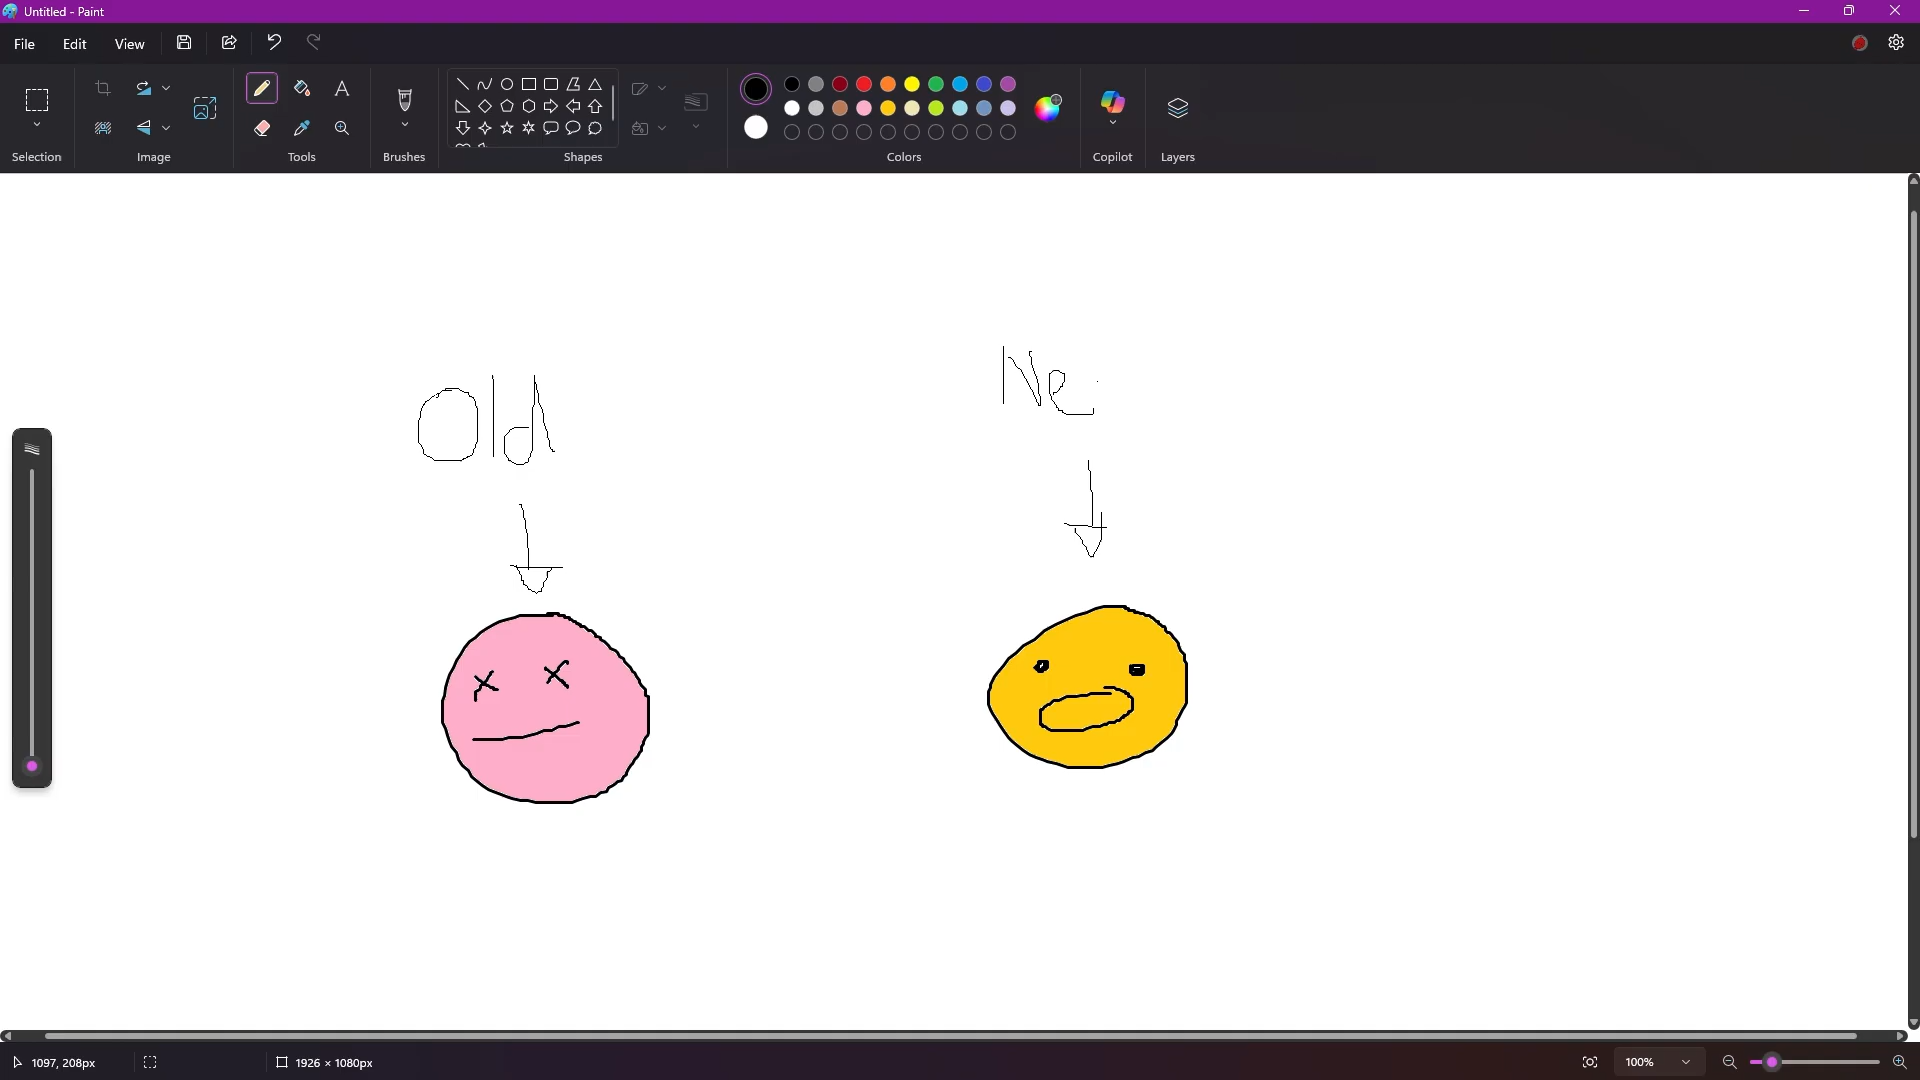 Untitled - Paint
File Edit View
Selection Image Tools Brushes Shapes Colors Copilot Layers
Old
Ne
1097, 208px 1926 × 1080px 100%